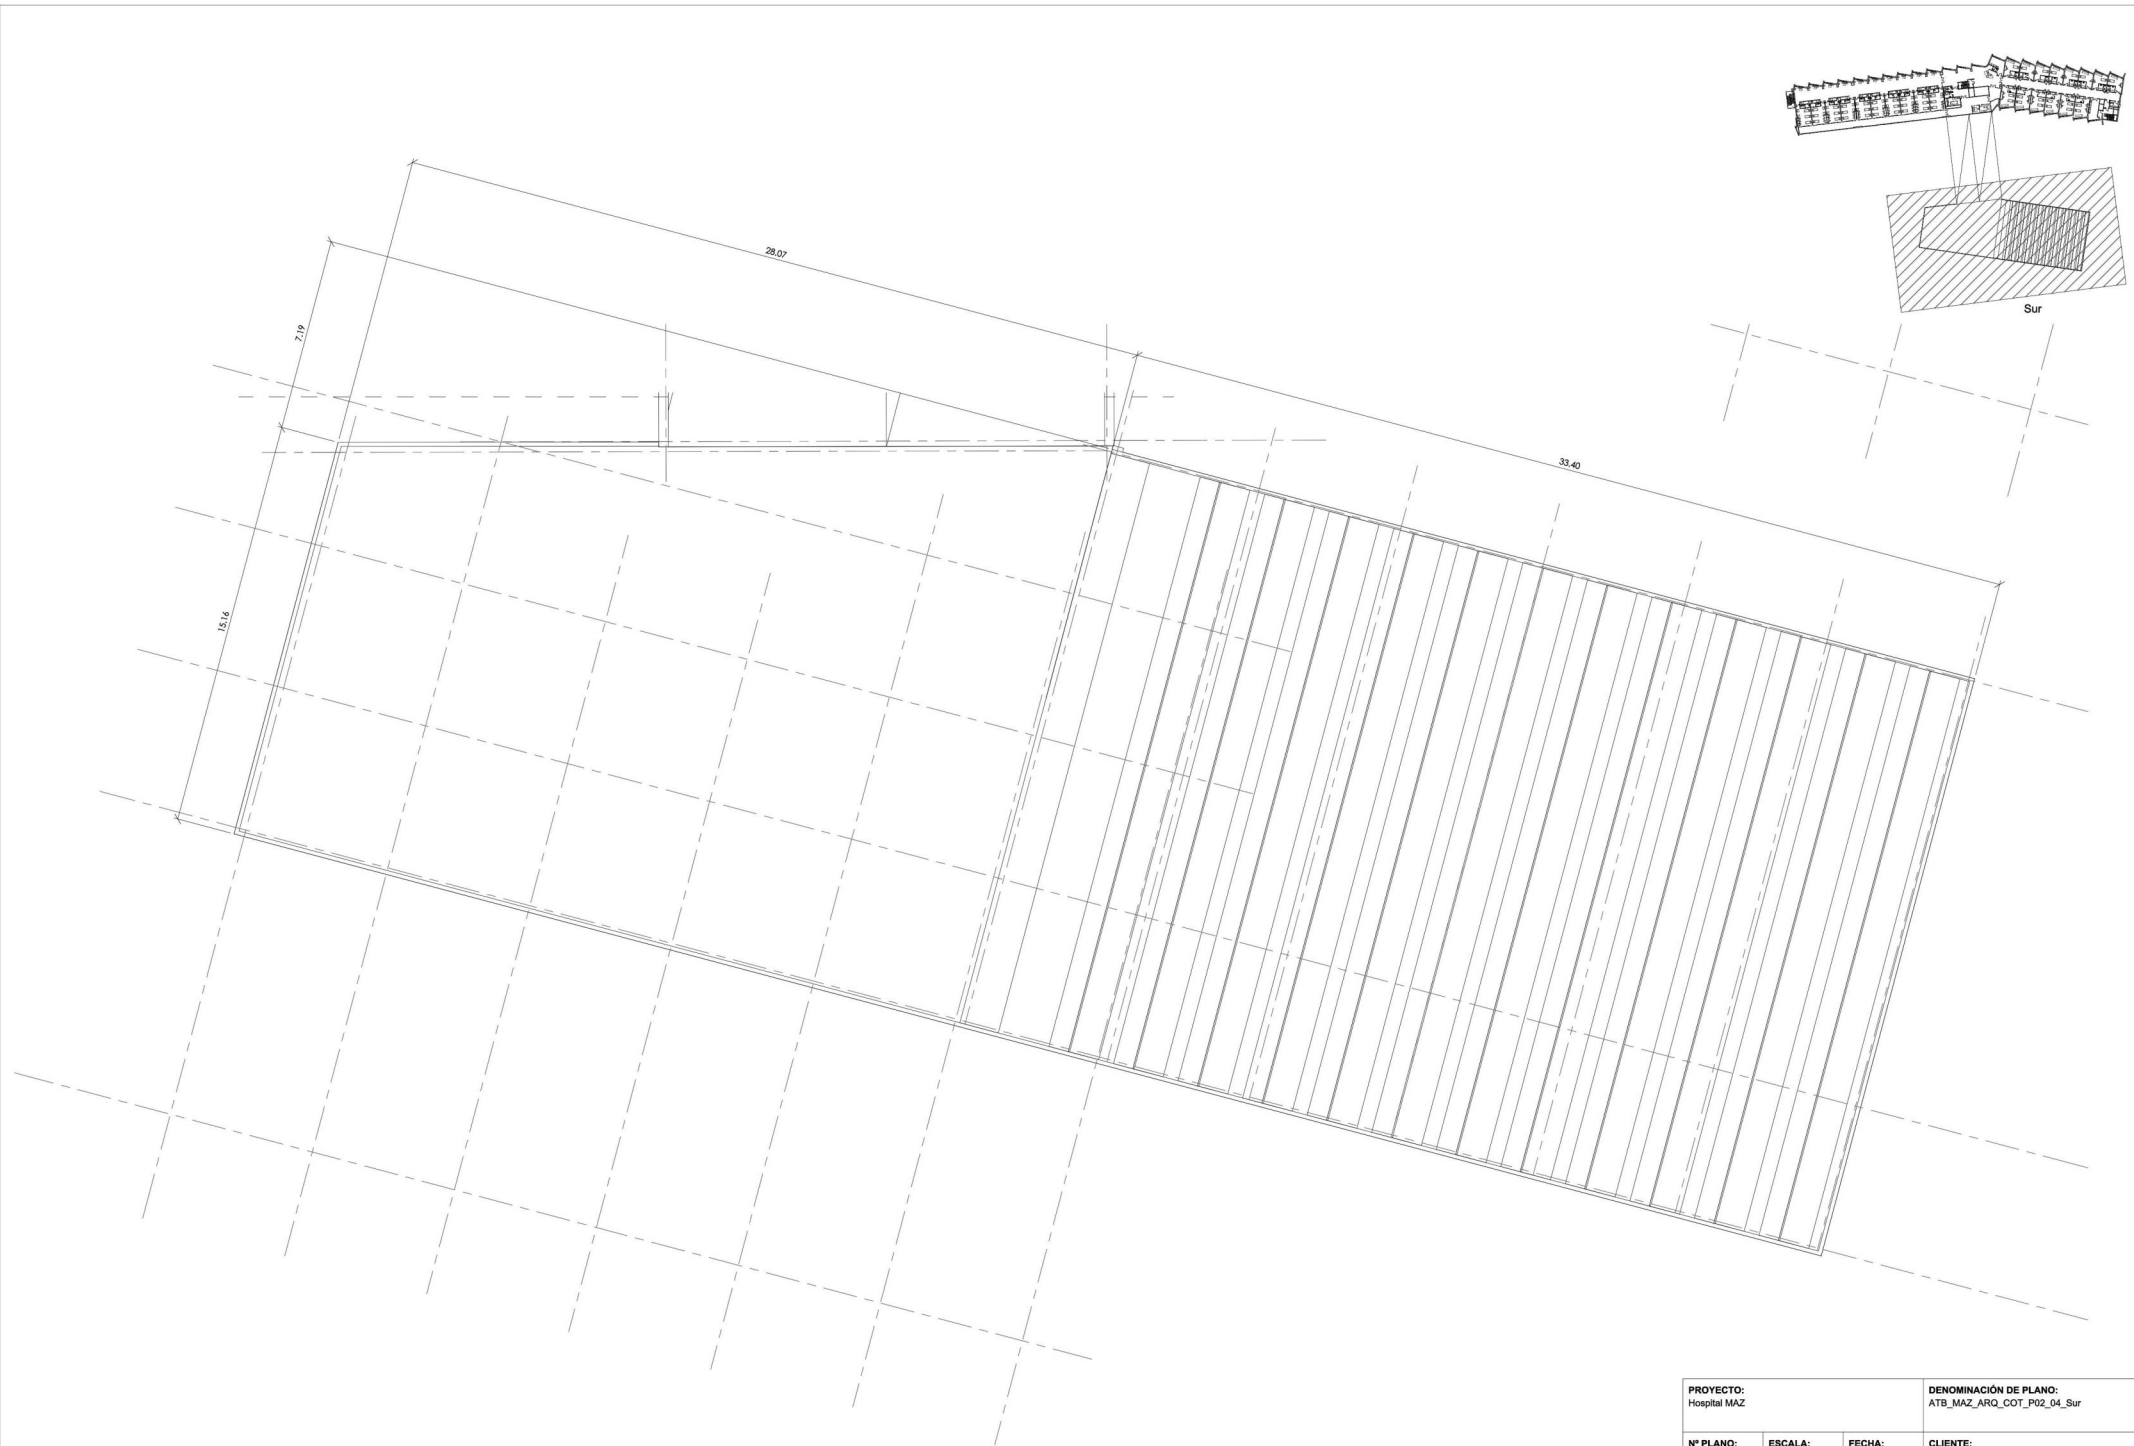 Sur
28.07
7.19
33.40
15.16
PROYECTO:
Hospital MAZ
DENOMINACIÓN DE PLANO:
ATB_MAZ_ARQ_COT_P02_04_Sur
Nº PLANO:
ESCALA:
FECHA:
CLIENTE: